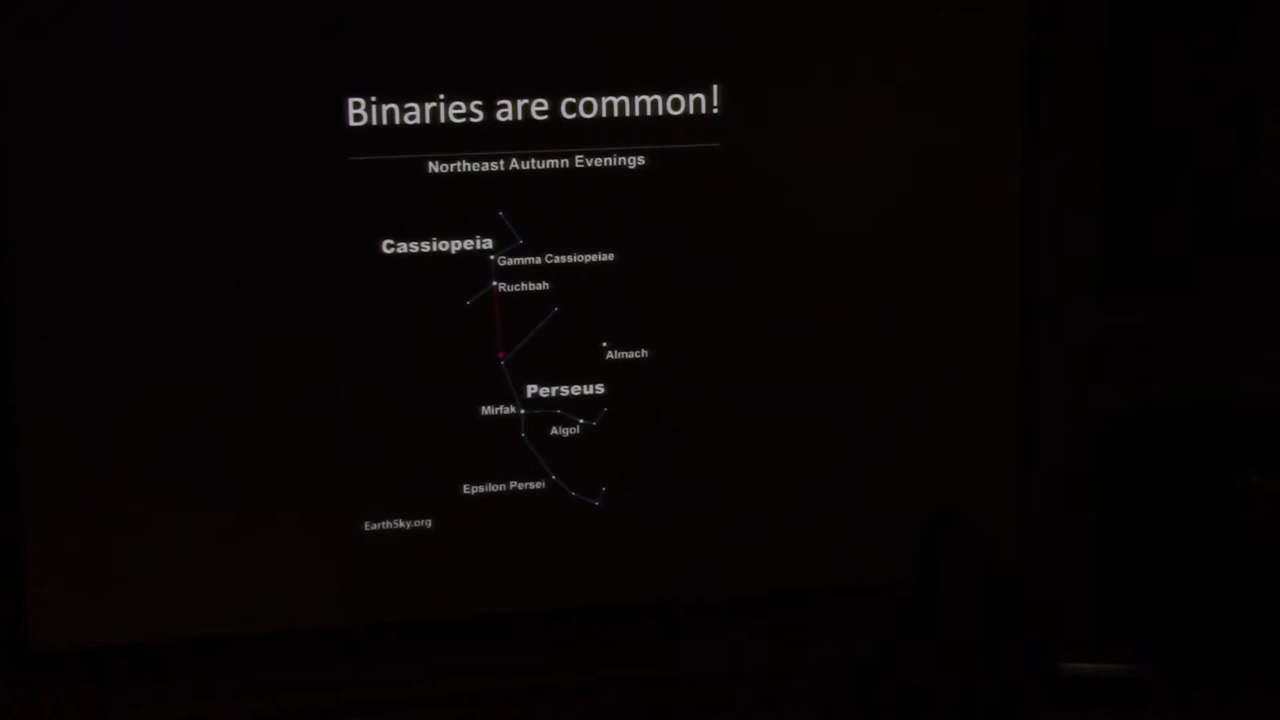 Binaries are common!
Northeast Autumn Evenings
Cassiopeia
Gamma Cassiopeiae
Ruchbah
Almach
Perseus
Mirfak
Algol
Epsilon Persei
EarthSky.org